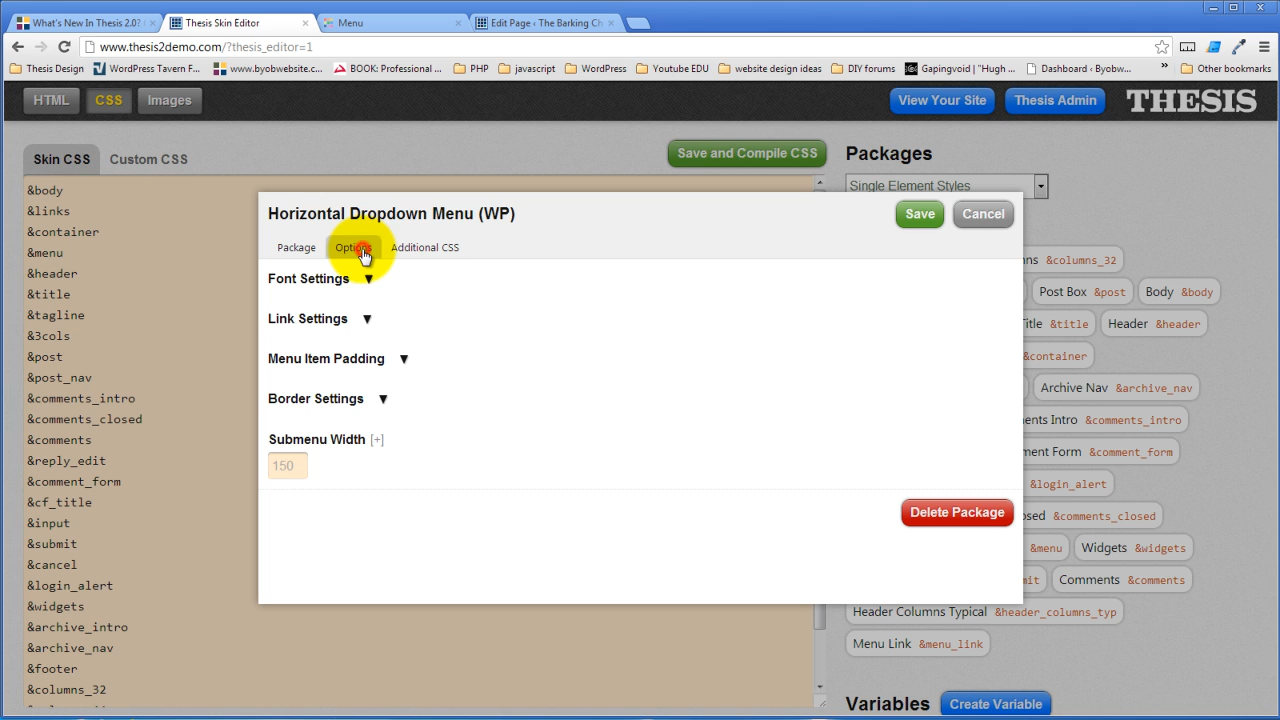 What's New In Thesis 2.0?
Thesis Skin Editor
Menu
Edit Page ‹ The Barking Ch
www.thesis2demo.com/?thesis_editor=1
Thesis Design
WordPress Tavern F...
www.byobwebsite.c...
BOOK: Professional ...
PHP
javascript
WordPress
Youtube EDU
website design ideas
DIY forums
Gapingvoid | "Hugh ...
Dashboard ‹ Byobw...
»
Other bookmarks
HTML
CSS
Images
View Your Site
Thesis Admin
THESIS
Skin CSS
Custom CSS
Save and Compile CSS
Packages
Single Element Styles
&body
&links
&container
&menu
&header
&title
&tagline
&3cols
&post
&post_nav
&comments_intro
&comments_closed
&comments
&reply_edit
&comment_form
&cf_title
&input
&submit
&cancel
&login_alert
&widgets
&archive_intro
&archive_nav
&footer
&columns_32
Horizontal Dropdown Menu (WP)
Save
Cancel
Package
Options
Additional CSS
Font Settings ▼
Link Settings ▼
Menu Item Padding ▼
Border Settings ▼
Submenu Width [+]
150
Delete Package
&columns_32
Post Box &post
Body &body
&title
Header &header
&container
Archive Nav &archive_nav
Intro &comments_intro
Form &comment_form
&login_alert
&comments_closed
&menu
Widgets &widgets
Comments &comments
Header Columns Typical &header_columns_typ
Menu Link &menu_link
Variables
Create Variable